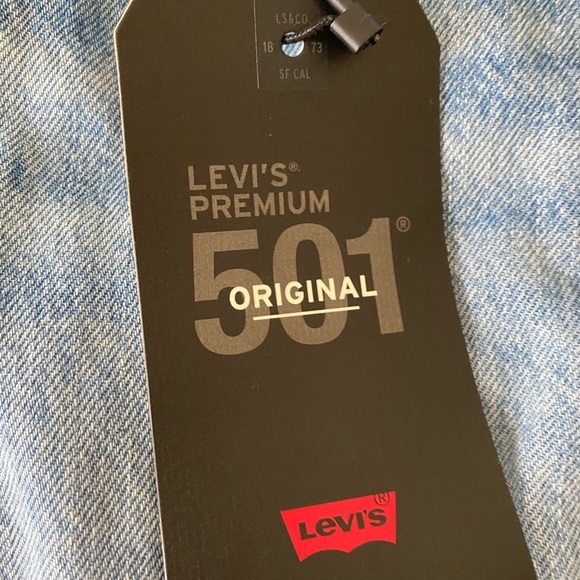 LS&CO.
18 73
SF CAL
LEVI'S®
PREMIUM
501®
ORIGINAL
Levi's®